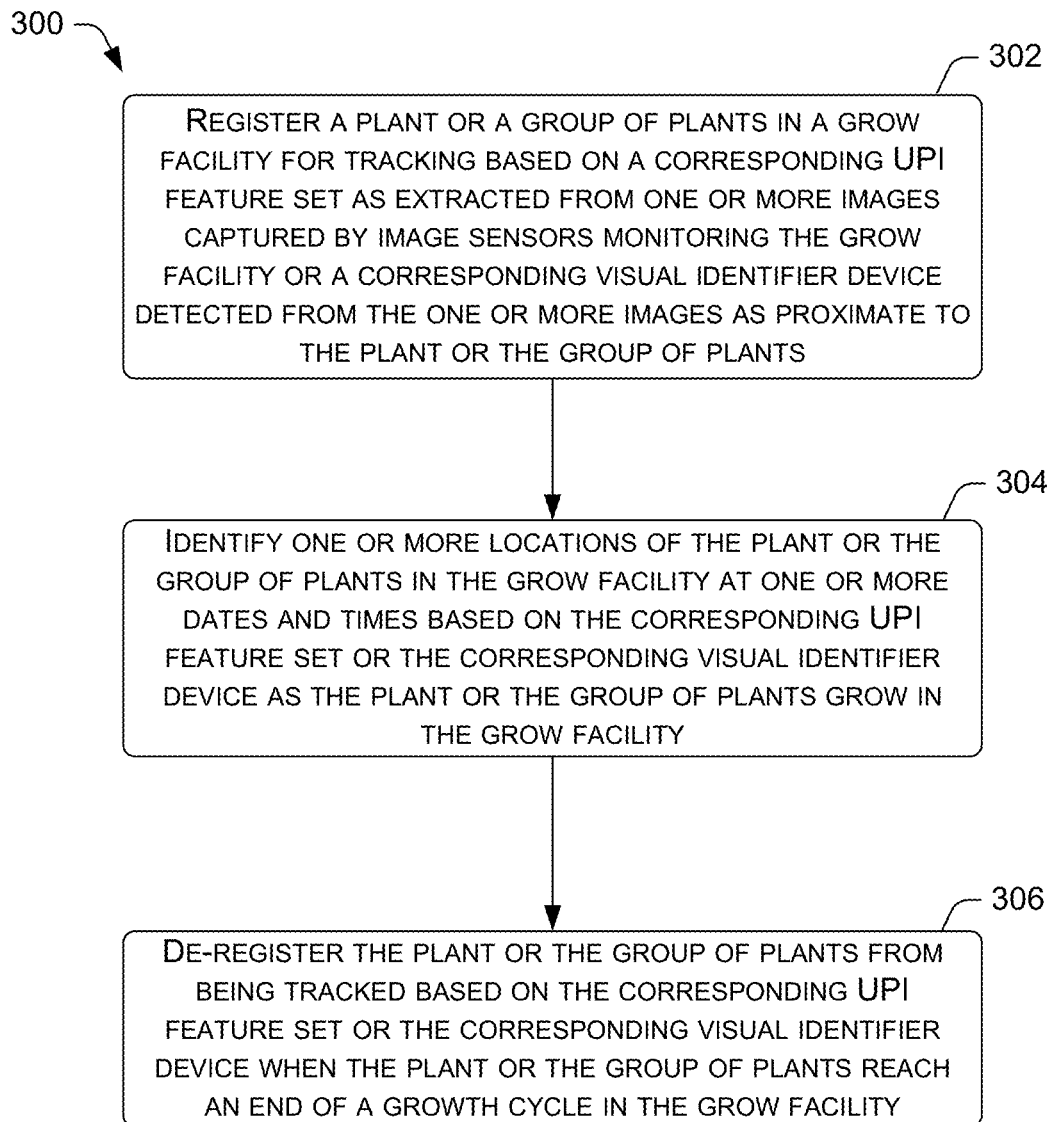 300
302
REGISTER A PLANT OR A GROUP OF PLANTS IN A GROW
FACILITY FOR TRACKING BASED ON A CORRESPONDING UPI
FEATURE SET AS EXTRACTED FROM ONE OR MORE IMAGES
CAPTURED BY IMAGE SENSORS MONITORING THE GROW
FACILITY OR A CORRESPONDING VISUAL IDENTIFIER DEVICE
DETECTED FROM THE ONE OR MORE IMAGES AS PROXIMATE TO
THE PLANT OR THE GROUP OF PLANTS
304
IDENTIFY ONE OR MORE LOCATIONS OF THE PLANT OR THE
GROUP OF PLANTS IN THE GROW FACILITY AT ONE OR MORE
DATES AND TIMES BASED ON THE CORRESPONDING UPI
FEATURE SET OR THE CORRESPONDING VISUAL IDENTIFIER
DEVICE AS THE PLANT OR THE GROUP OF PLANTS GROW IN
THE GROW FACILITY
306
DE-REGISTER THE PLANT OR THE GROUP OF PLANTS FROM
BEING TRACKED BASED ON THE CORRESPONDING UPI
FEATURE SET OR THE CORRESPONDING VISUAL IDENTIFIER
DEVICE WHEN THE PLANT OR THE GROUP OF PLANTS REACH
AN END OF A GROWTH CYCLE IN THE GROW FACILITY